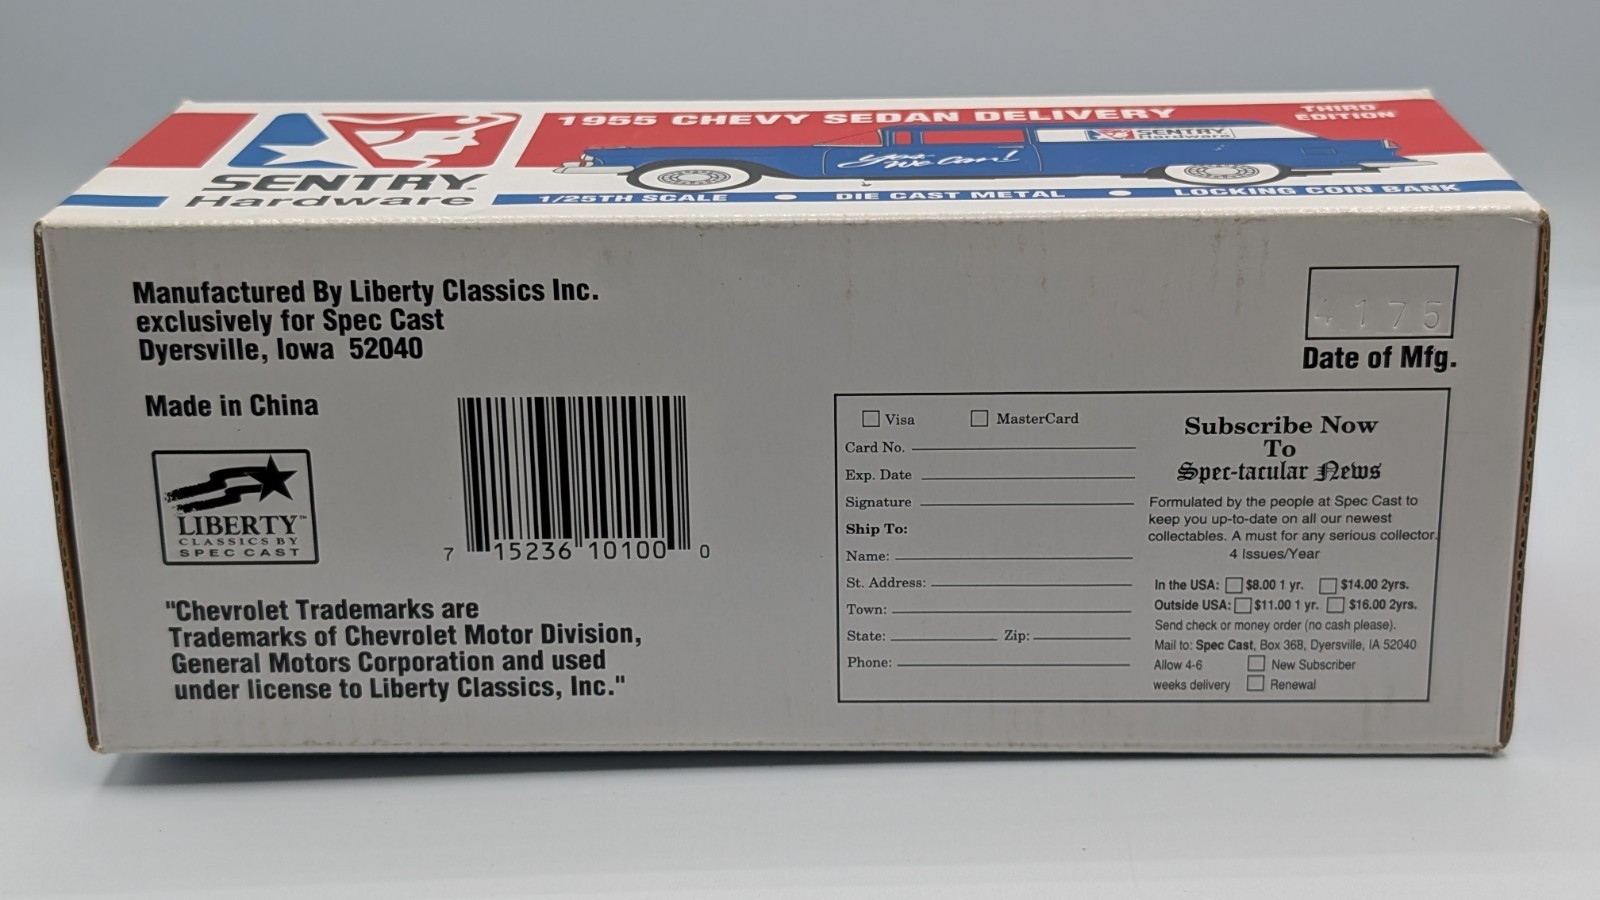 SENTRY
Hardware
1955 CHEVY SEDAN DELIVERY
THIRD
EDITION
SENTRY
Hardware
yes
we can!
1/25TH SCALE • DIE CAST METAL • LOCKING COIN BANK
Manufactured By Liberty Classics Inc.
exclusively for Spec Cast
Dyersville, Iowa 52040
Made in China
LIBERTY™
CLASSICS BY
SPEC CAST
7 15236 10100 0
"Chevrolet Trademarks are
Trademarks of Chevrolet Motor Division,
General Motors Corporation and used
under license to Liberty Classics, Inc."
4175
Date of Mfg.
Visa MasterCard
Card No.
Exp. Date
Signature
Ship To:
Name:
St. Address:
Town:
State: Zip:
Phone:
Subscribe Now
To
Spec-tacular News
Formulated by the people at Spec Cast to
keep you up-to-date on all our newest
collectables. A must for any serious collector.
4 Issues/Year
In the USA: $8.00 1 yr. $14.00 2yrs.
Outside USA: $11.00 1 yr. $16.00 2yrs.
Send check or money order (no cash please).
Mail to: Spec Cast, Box 368, Dyersville, IA 52040
Allow 4-6 New Subscriber
weeks delivery Renewal